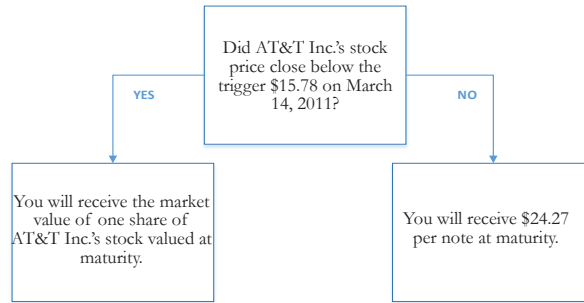 Did AT&T Inc.'s stock
price close below the
trigger $15.78 on March
14, 2011?
YES
NO
You will receive the market
value of one share of
AT&T Inc.'s stock valued at
maturity.
You will receive $24.27
per note at maturity.